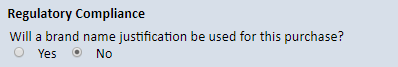 Regulatory Compliance
Will a brand name justification be used for this purchase?
Yes No